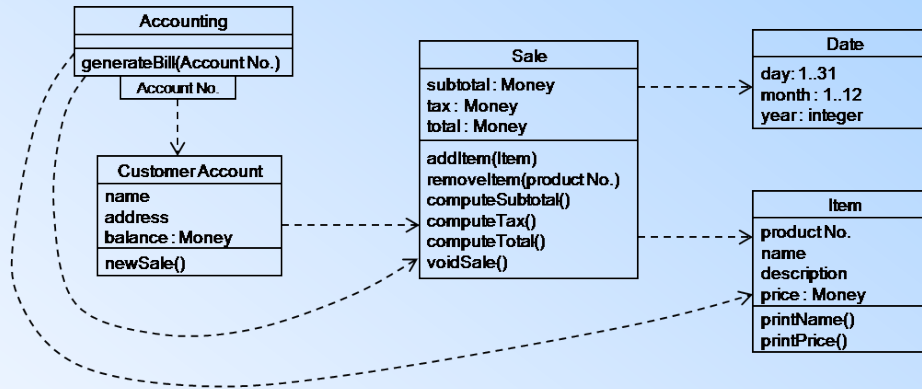 Accounting
generateBill(Account No.)
Account No.
Customer Account
name
address
balance : Money
newSale()
Sale
subtotal : Money
tax : Money
total : Money
addItem(Item)
removeItem(product No.)
computeSubtotal()
computeTax()
computeTotal()
voidSale()
Date
day: 1..31
month : 1..12
year : integer
Item
product No.
name
description
price : Money
printName()
printPrice()